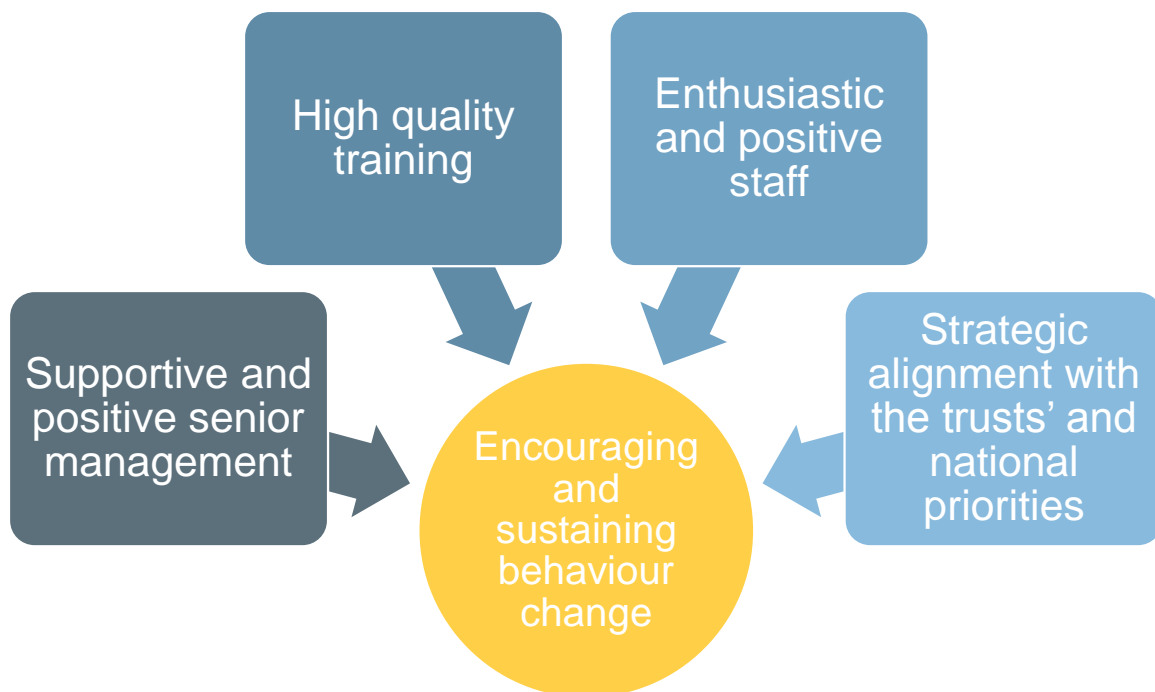 High quality
training
Enthusiastic
and positive
staff
Supportive and
positive senior
management
Strategic
alignment with
the trusts’ and
national
priorities
Encouraging
and
sustaining
behaviour
change